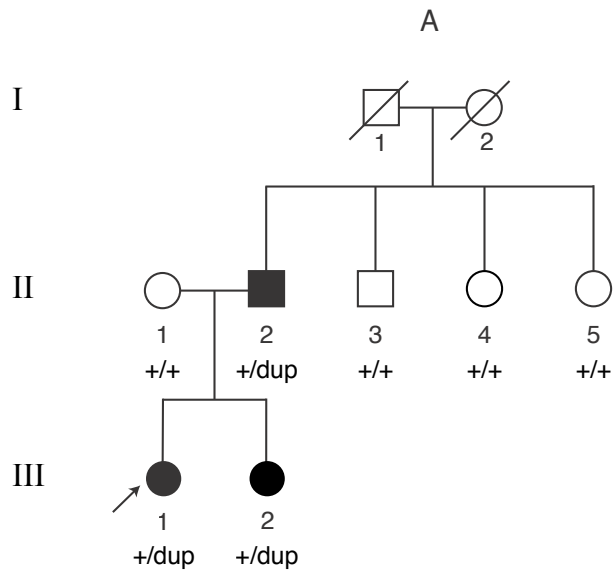 A
I
1 2
II
1 2 3 4 5
+/+ +/dup +/+ +/+ +/+
III
1 2
+/dup +/dup